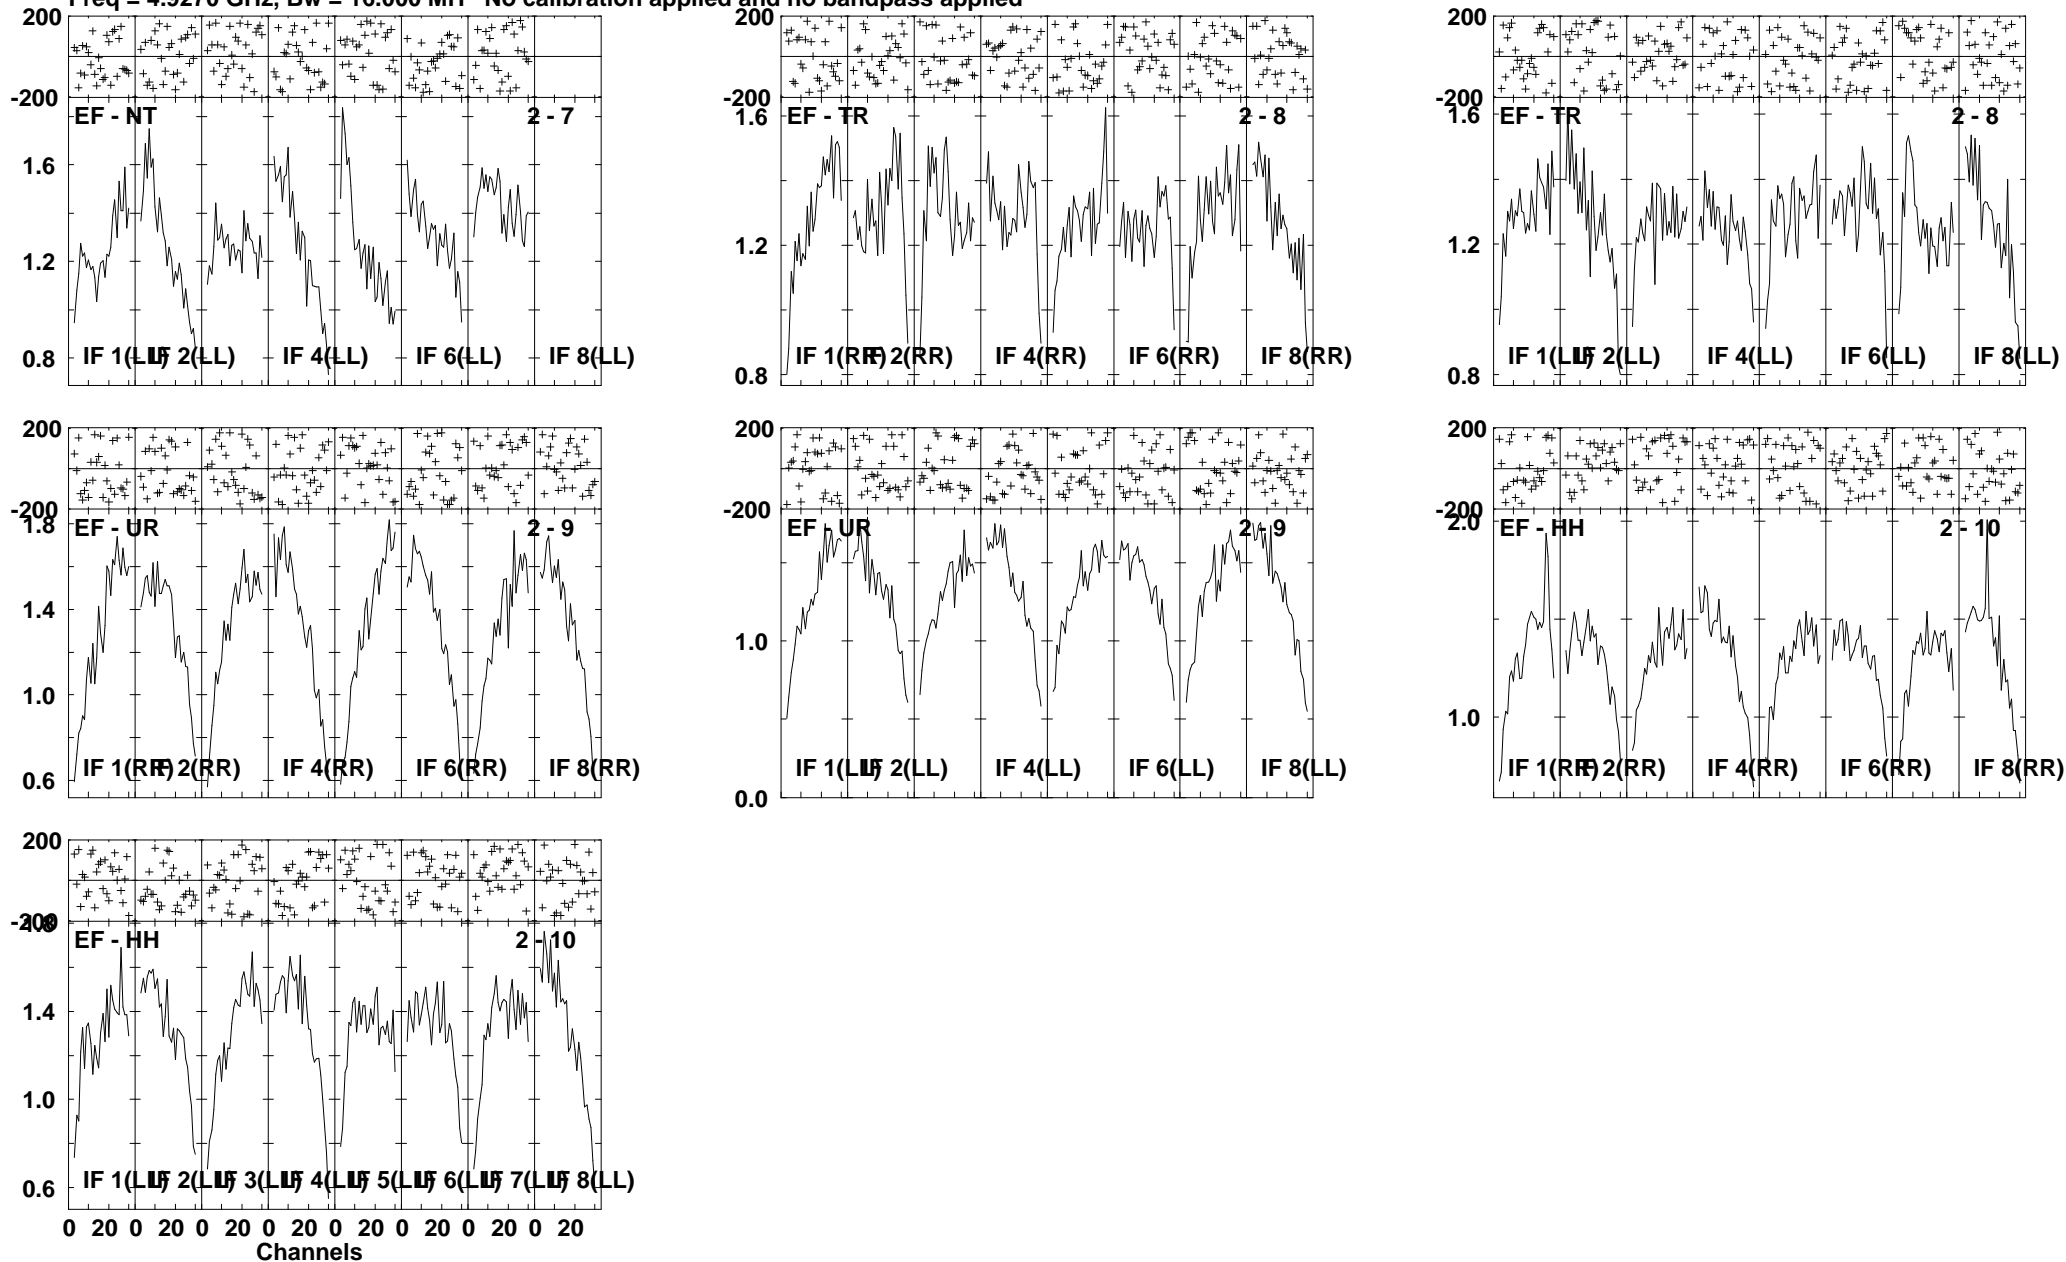 No calibration applied and no bandpass applied
200
-200
EF - NT 2 - 7
1.6
1.2
0.8
IF 1(LL) IF 2(LL) IF 4(LL) IF 6(LL) IF 8(LL)
200
-200
EF - TR 2 - 8
1.6
1.2
0.8
IF 1(RR) IF 2(RR) IF 4(RR) IF 6(RR) IF 8(RR)
200
-200
EF - TR 2 - 8
1.6
1.2
0.8
IF 1(LL) IF 2(LL) IF 4(LL) IF 6(LL) IF 8(LL)
200
-200
EF - UR 2 - 9
1.8
1.4
1.0
0.6
IF 1(RR) IF 2(RR) IF 4(RR) IF 6(RR) IF 8(RR)
200
-200
EF - UR 2 - 9
1.0
0.0
IF 1(LL) IF 2(LL) IF 4(LL) IF 6(LL) IF 8(LL)
200
-200
EF - HH 2 - 10
2.0
1.0
IF 1(RR) IF 2(RR) IF 4(RR) IF 6(RR) IF 8(RR)
200
-200
1.8
EF - HH 2 - 10
1.4
1.0
0.6
IF 1(LL) IF 2(LL) IF 3(LL) IF 4(LL) IF 5(LL) IF 6(LL) IF 7(LL) IF 8(LL)
0 20 0 20 0 20 0 20 0 20 0 20 0 20 0 20
Channels